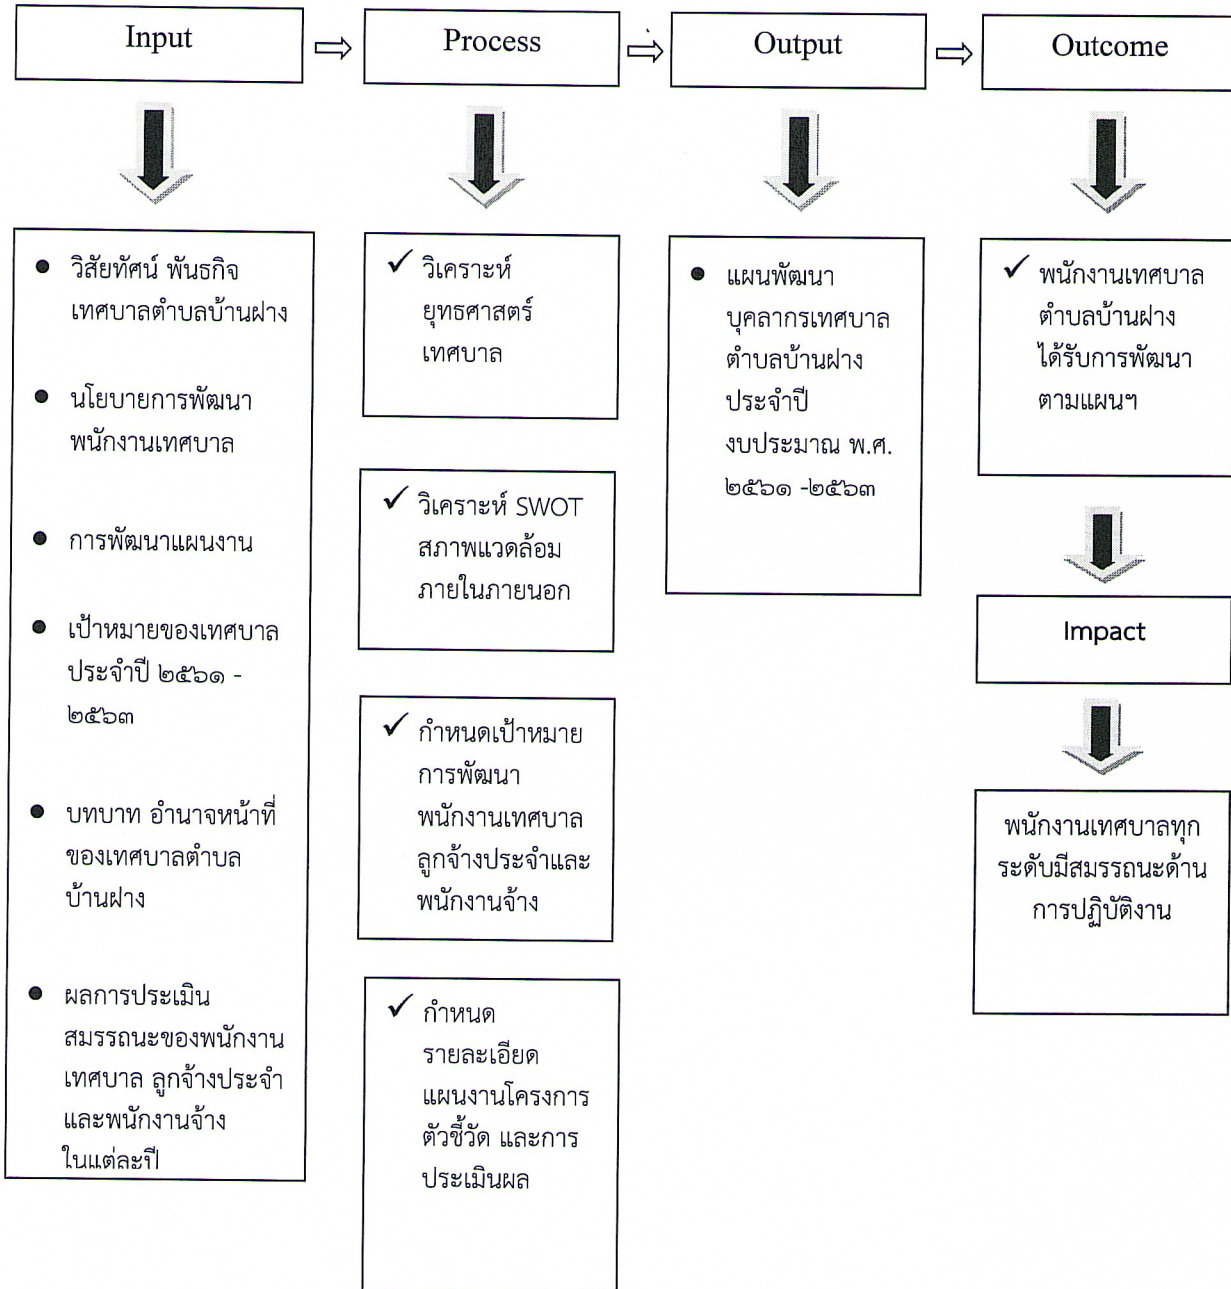 Input
Process
Output
Outcome
● วิสัยทัศน์ พันธกิจ
เทศบาลตำบลบ้านฝาง
● นโยบายการพัฒนา
พนักงานเทศบาล
● การพัฒนาแผนงาน
● เป้าหมายของเทศบาล
ประจำปี ๒๕๖๑ -
๒๕๖๓
● บทบาท อำนาจหน้าที่
ของเทศบาลตำบล
บ้านฝาง
● ผลการประเมิน
สมรรถนะของพนักงาน
เทศบาล ลูกจ้างประจำ
และพนักงานจ้าง
ในแต่ละปี
✓ วิเคราะห์
ยุทธศาสตร์
เทศบาล
✓ วิเคราะห์ SWOT
สภาพแวดล้อม
ภายในภายนอก
✓ กำหนดเป้าหมาย
การพัฒนา
พนักงานเทศบาล
ลูกจ้างประจำและ
พนักงานจ้าง
✓ กำหนด
รายละเอียด
แผนงานโครงการ
ตัวชี้วัด และการ
ประเมินผล
● แผนพัฒนา
บุคลากรเทศบาล
ตำบลบ้านฝาง
ประจำปี
งบประมาณ พ.ศ.
๒๕๖๑ -๒๕๖๓
✓ พนักงานเทศบาล
ตำบลบ้านฝาง
ได้รับการพัฒนา
ตามแผนฯ
Impact
พนักงานเทศบาลทุก
ระดับมีสมรรถนะด้าน
การปฏิบัติงาน